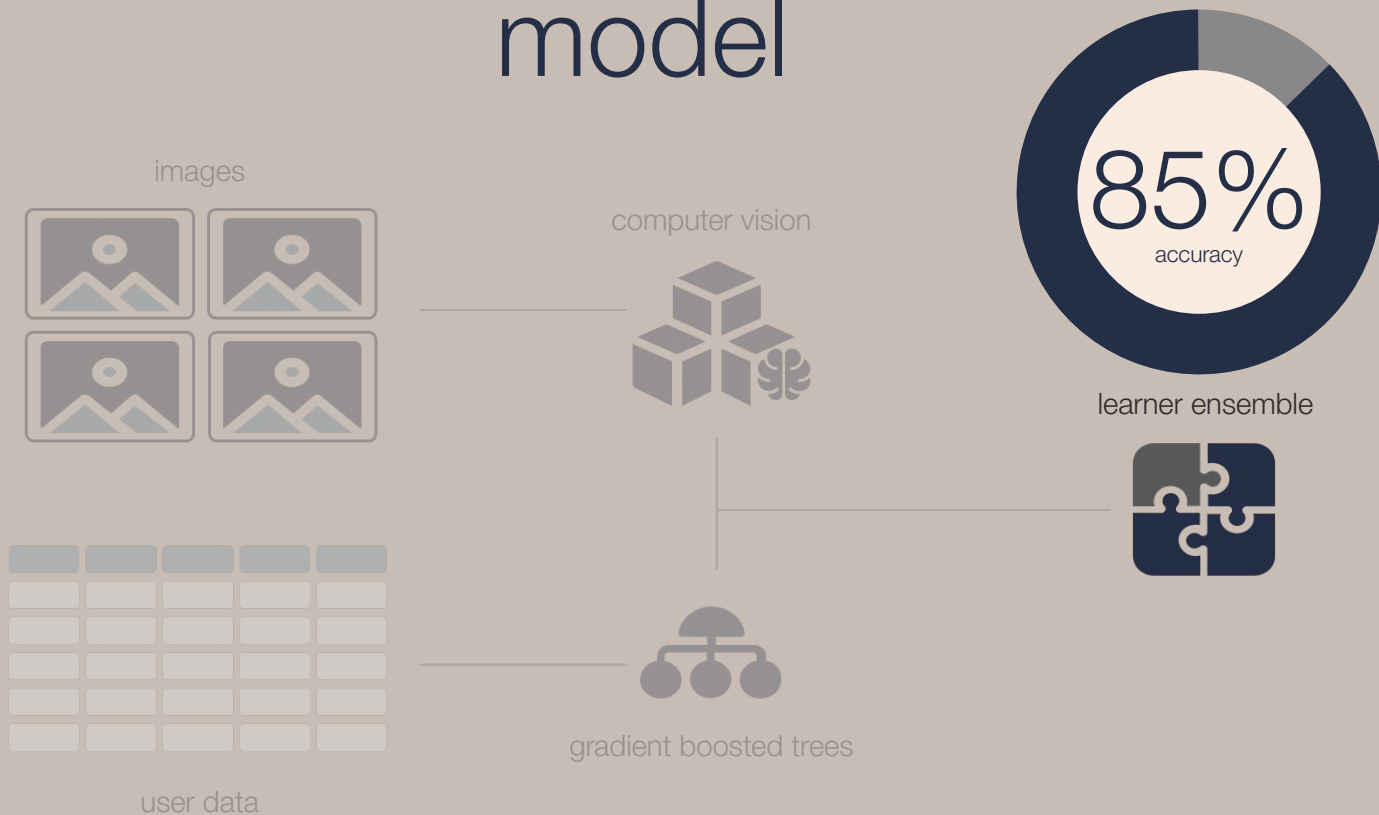 model
images
computer vision
85%
accuracy
learner ensemble
gradient boosted trees
user data